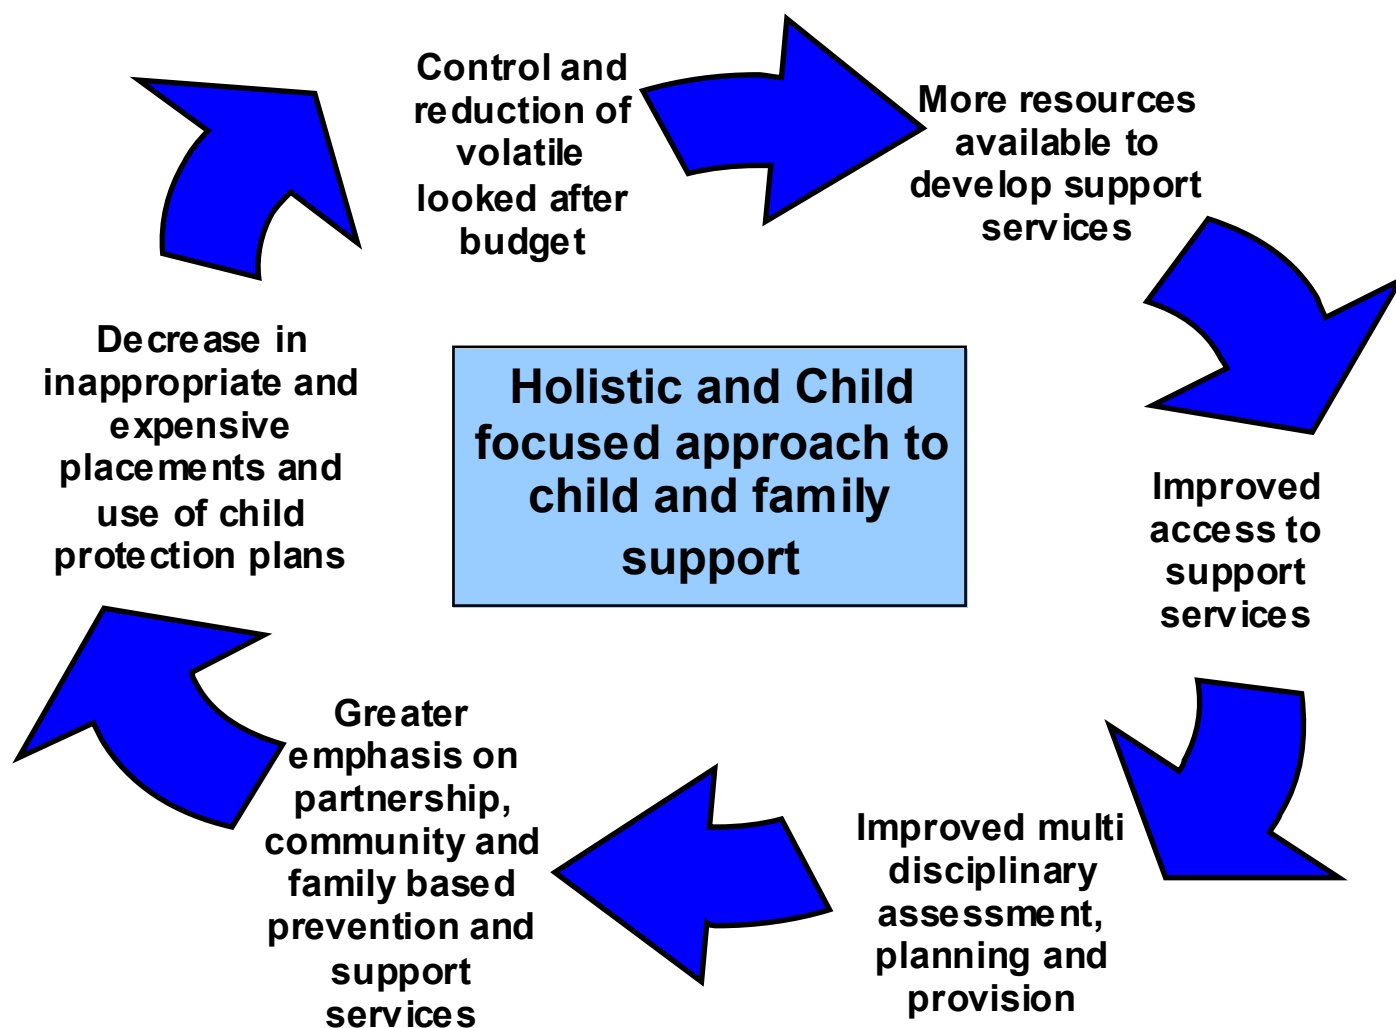 Control and
reduction of
volatile
looked after
budget
More resources
available to
develop support
services
Improved
access to
support
services
Improved multi
disciplinary
assessment,
planning and
provision
Greater
emphasis on
partnership,
community and
family based
prevention and
support
services
Decrease in
inappropriate and
expensive
placements and
use of child
protection plans
Holistic and Child
focused approach to
child and family
support